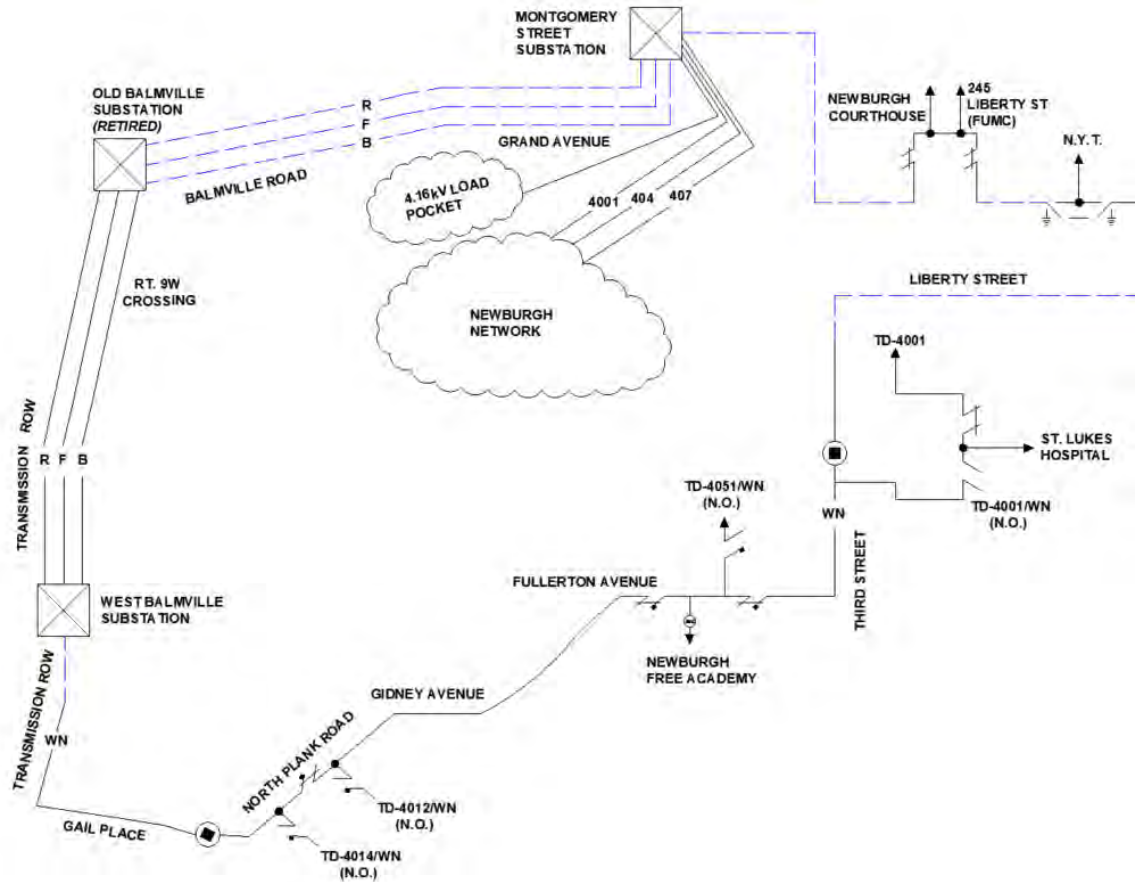 MONTGOMERY
STREET
SUBSTATION
OLD BALMVILLE
SUBSTATION
(RETIRED)
R
F
B
GRAND AVENUE
BALMVILLE ROAD
NEWBURGH
COURTHOUSE
245
LIBERTY ST
(FUMC)
N.Y.T.
4.16kV LOAD
POCKET
4001 404 407
RT. 9W
CROSSING
NEWBURGH
NETWORK
LIBERTY STREET
TD-4001
TRANSMISSION ROW
R F B
ST. LUKES
HOSPITAL
TD-4051/WN
(N.O.)
WN
TD-4001/WN
(N.O.)
THIRD STREET
FULLERTON AVENUE
WEST BALMVILLE
SUBSTATION
NEWBURGH
FREE ACADEMY
TRANSMISSION ROW
WN
GIDNEY AVENUE
NORTH PLANK ROAD
TD-4012/WN
(N.O.)
GAIL PLACE
TD-4014/WN
(N.O.)